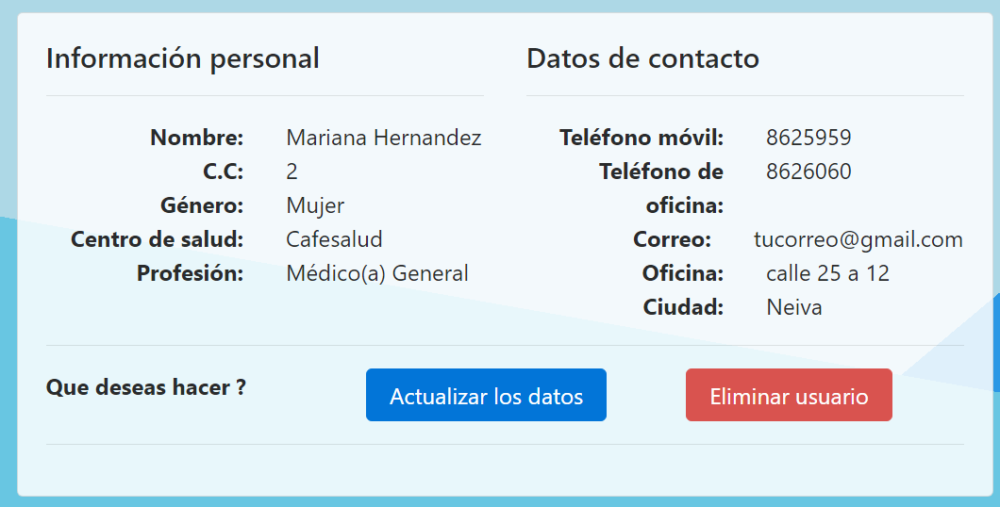 Información personal
Nombre: Mariana Hernandez
C.C: 2
Género: Mujer
Centro de salud: Cafesalud
Profesión: Médico(a) General
Datos de contacto
Teléfono móvil: 8625959
Teléfono de 8626060
oficina:
Correo: tucorreo@gmail.com
Oficina: calle 25 a 12
Ciudad: Neiva
Que deseas hacer ?
Actualizar los datos
Eliminar usuario